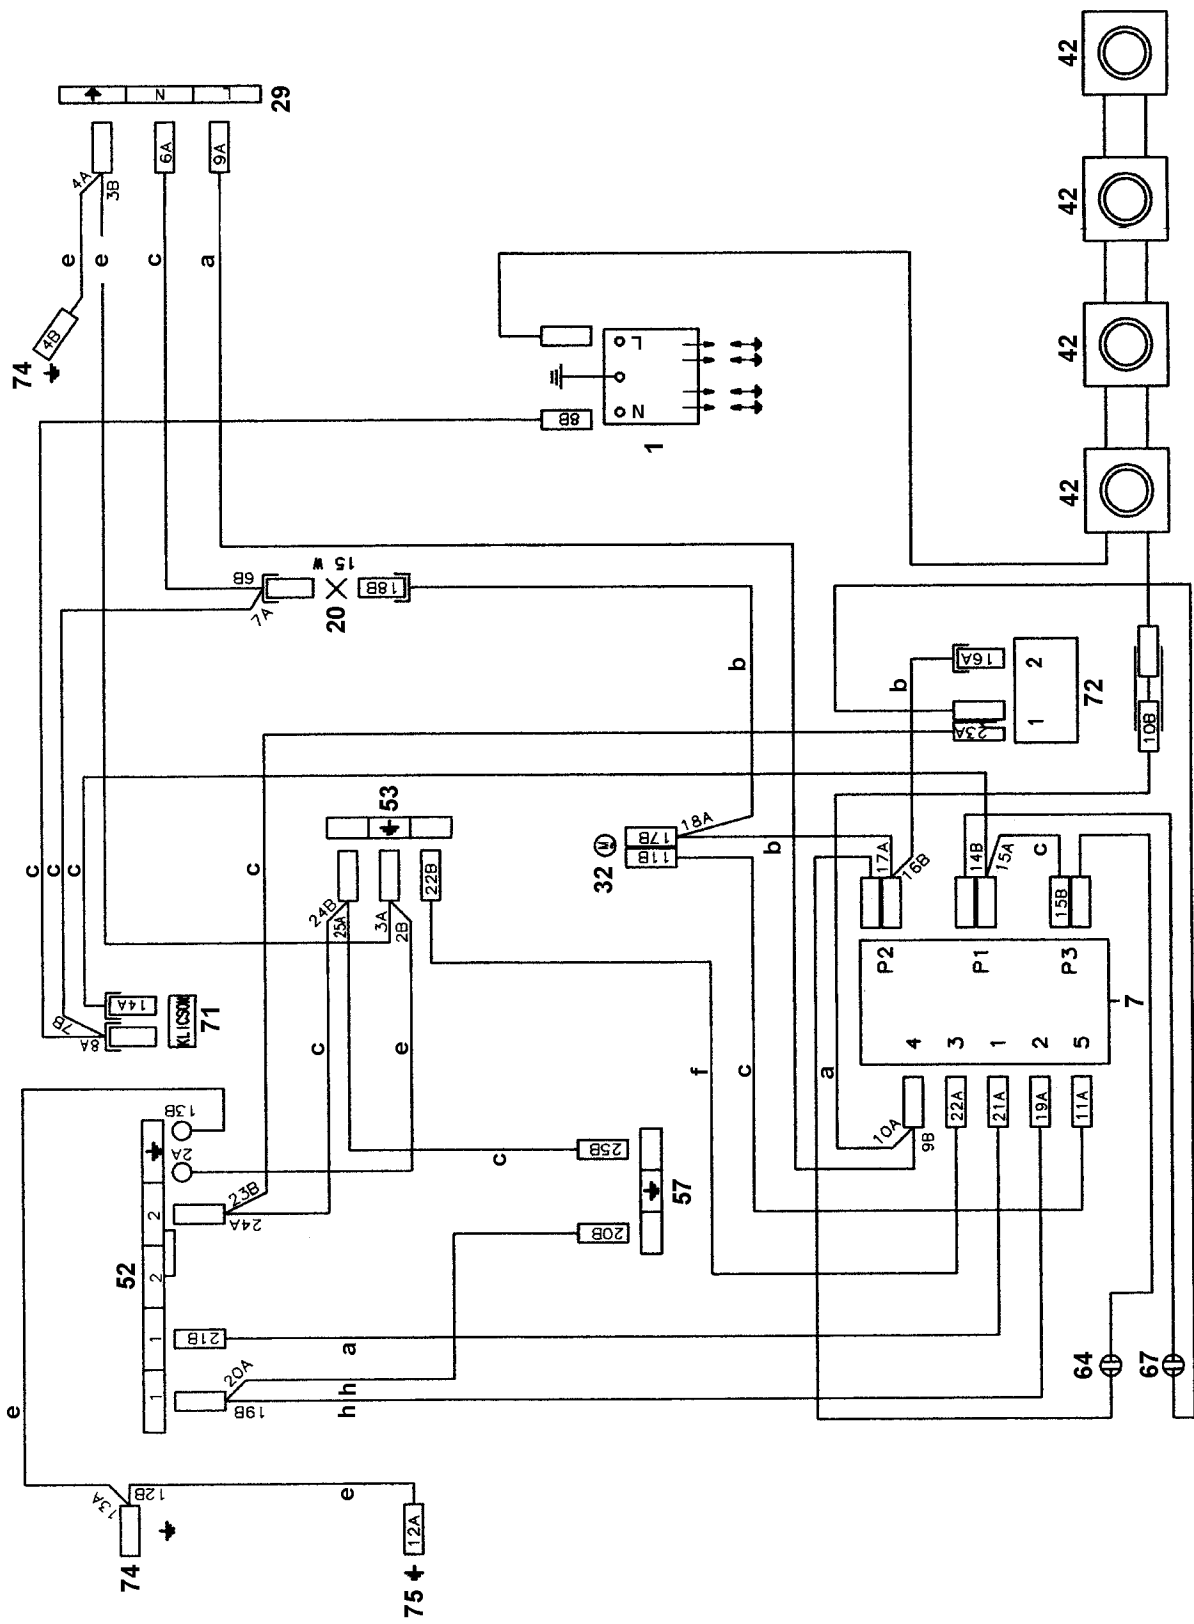 42
42
42
42
29
N
L
6A
9A
4A
3B
e
e
c
a
74
4B
L
N
8B
1
6B
7A
15 W
20
18B
b
b
16A
23A
2
1
72
10B
c
c
c
c
53
24B
25A
3A
2B
22B
32
M
17B
11B
18A
b
17A
16B
14B
15A
c
15B
P2
P1
P3
7
4
3
1
2
5
22A
21A
19A
11A
10A
9B
a
f
c
c
e
c
7B
8A
14A
KLICSON
71
13B
2A
23B
24A
2
2
1
1
52
21B
20A
19B
a
h
h
25B
20B
57
64
67
e
13A
12B
74
e
12A
75